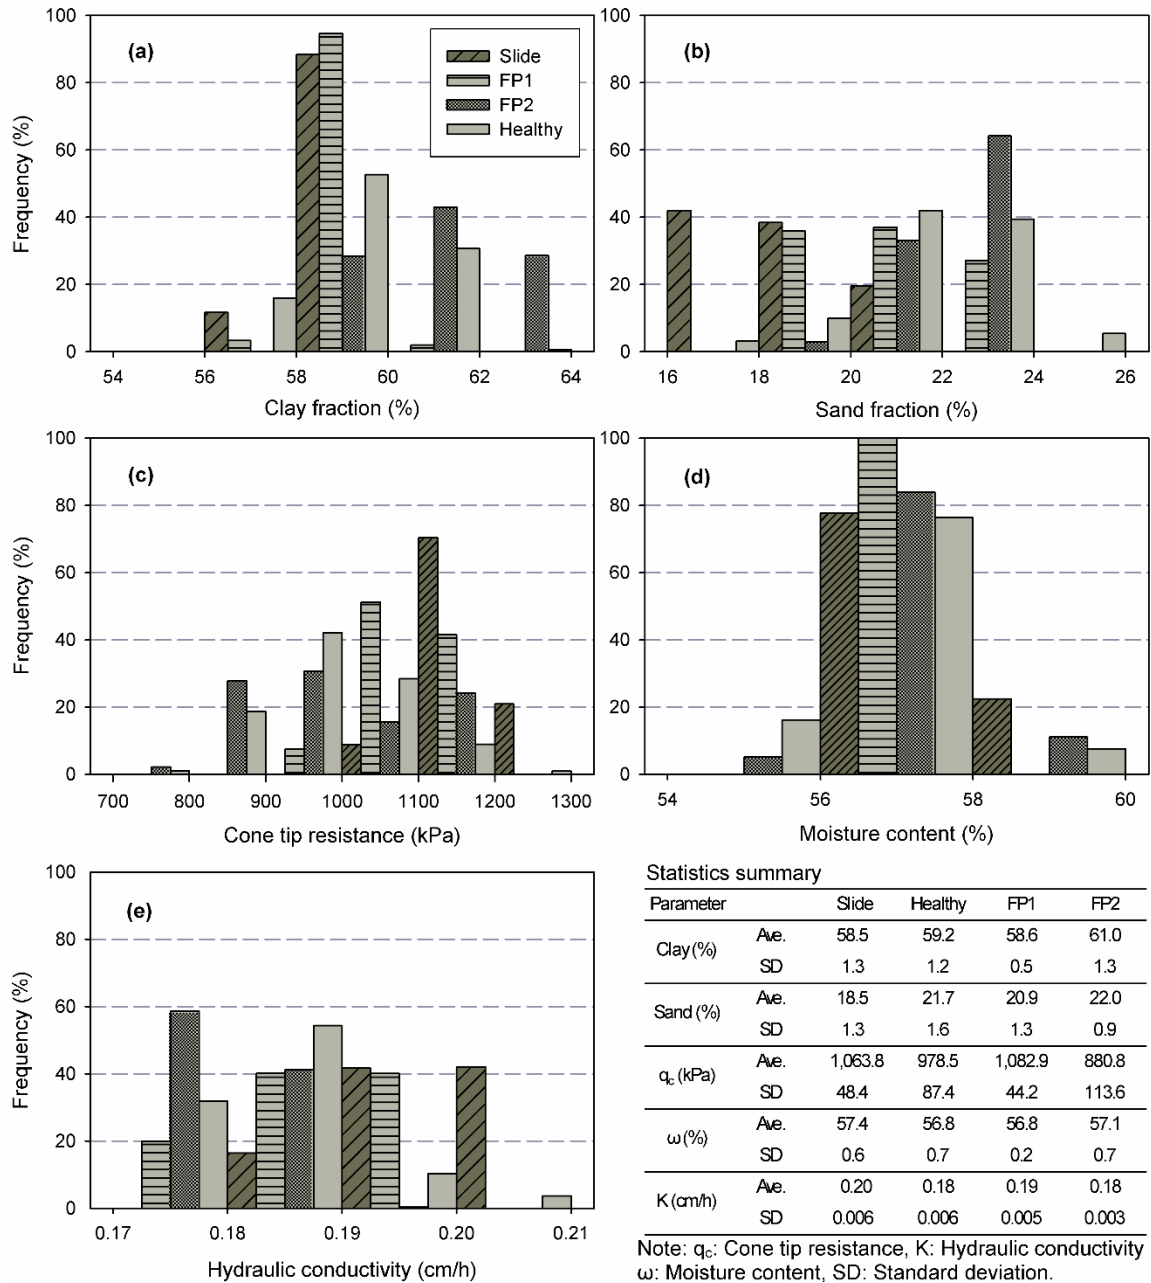 (a)
Slide
FP1
FP2
Healthy
Frequency (%)
100
80
60
40
20
0
54 56 58 60 62 64
Clay fraction (%)
(b)
100
80
60
40
20
0
16 18 20 22 24 26
Sand fraction (%)
(c)
Frequency (%)
100
80
60
40
20
0
700 800 900 1000 1100 1200 1300
Cone tip resistance (kPa)
(d)
100
80
60
40
20
0
54 56 58 60
Moisture content (%)
(e)
Frequency (%)
100
80
60
40
20
0
0.17 0.18 0.19 0.20 0.21
Hydraulic conductivity (cm/h)
Statistics summary
Parameter Slide Healthy FP1 FP2
Clay (%) Ave. 58.5 59.2 58.6 61.0
SD 1.3 1.2 0.5 1.3
Sand (%) Ave. 18.5 21.7 20.9 22.0
SD 1.3 1.6 1.3 0.9
qc (kPa) Ave. 1,063.8 978.5 1,082.9 880.8
SD 48.4 87.4 44.2 113.6
ω (%) Ave. 57.4 56.8 56.8 57.1
SD 0.6 0.7 0.2 0.7
K (cm/h) Ave. 0.20 0.18 0.19 0.18
SD 0.006 0.006 0.005 0.003
Note: qc: Cone tip resistance, K: Hydraulic conductivity
ω: Moisture content, SD: Standard deviation.